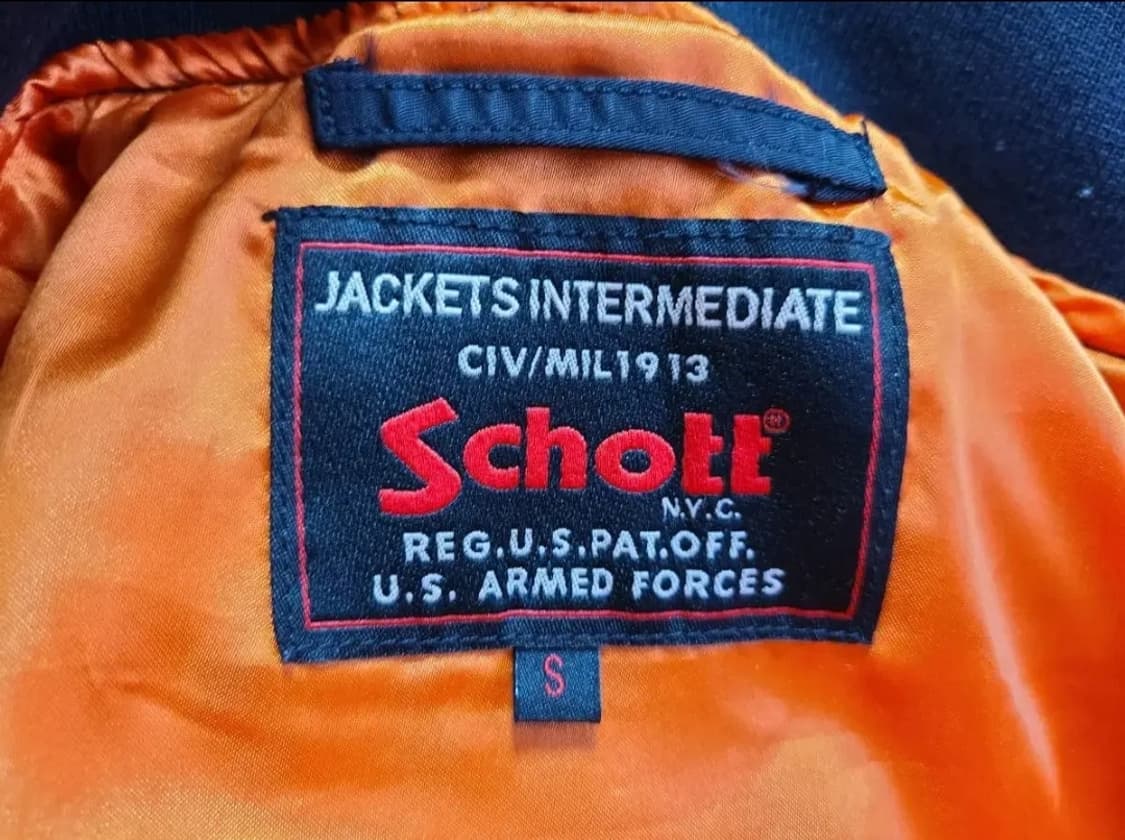 JACKETS INTERMEDIATE
CIV/MIL1913
Schott®
N.Y.C.
REG.U.S.PAT.OFF.
U.S. ARMED FORCES
S